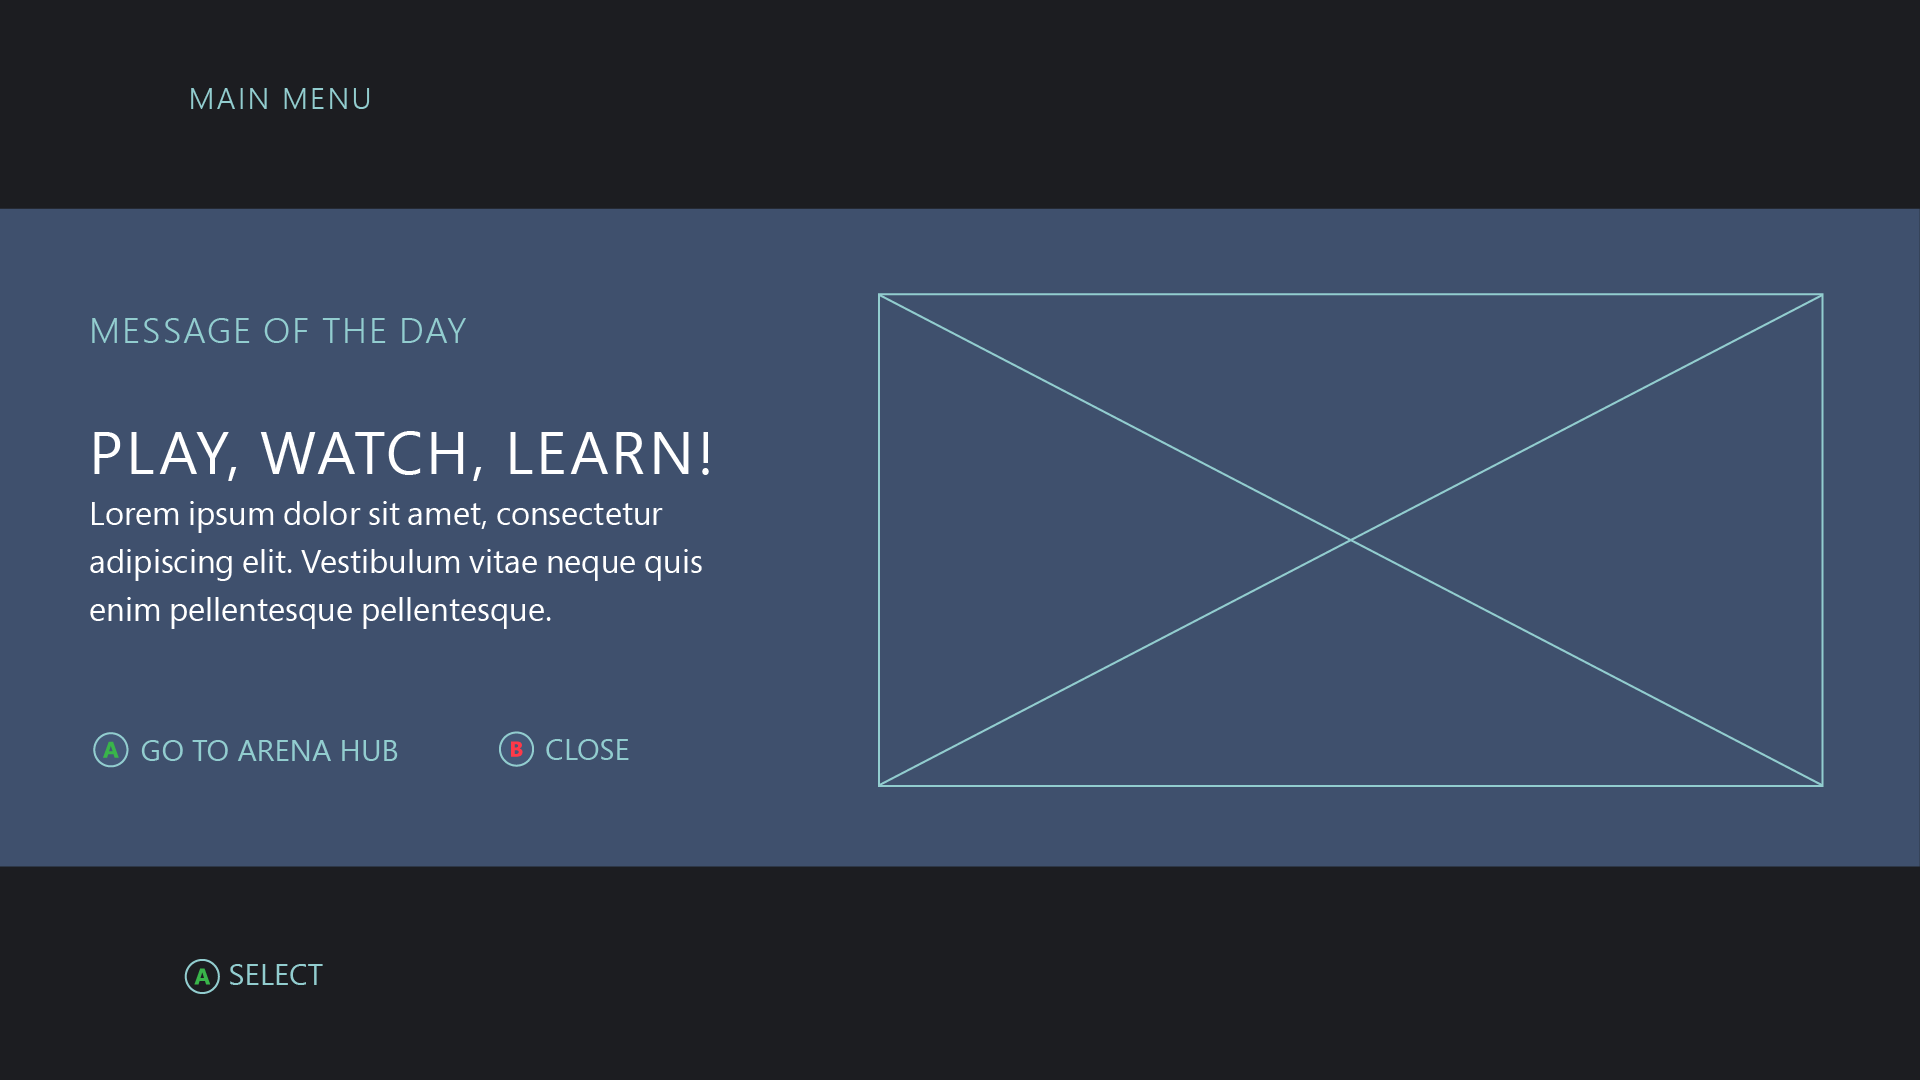 MAIN MENU
MESSAGE OF THE DAY
PLAY, WATCH, LEARN!
Lorem ipsum dolor sit amet, consectetur
adipiscing elit. Vestibulum vitae neque quis
enim pellentesque pellentesque.
A GO TO ARENA HUB
B CLOSE
A SELECT